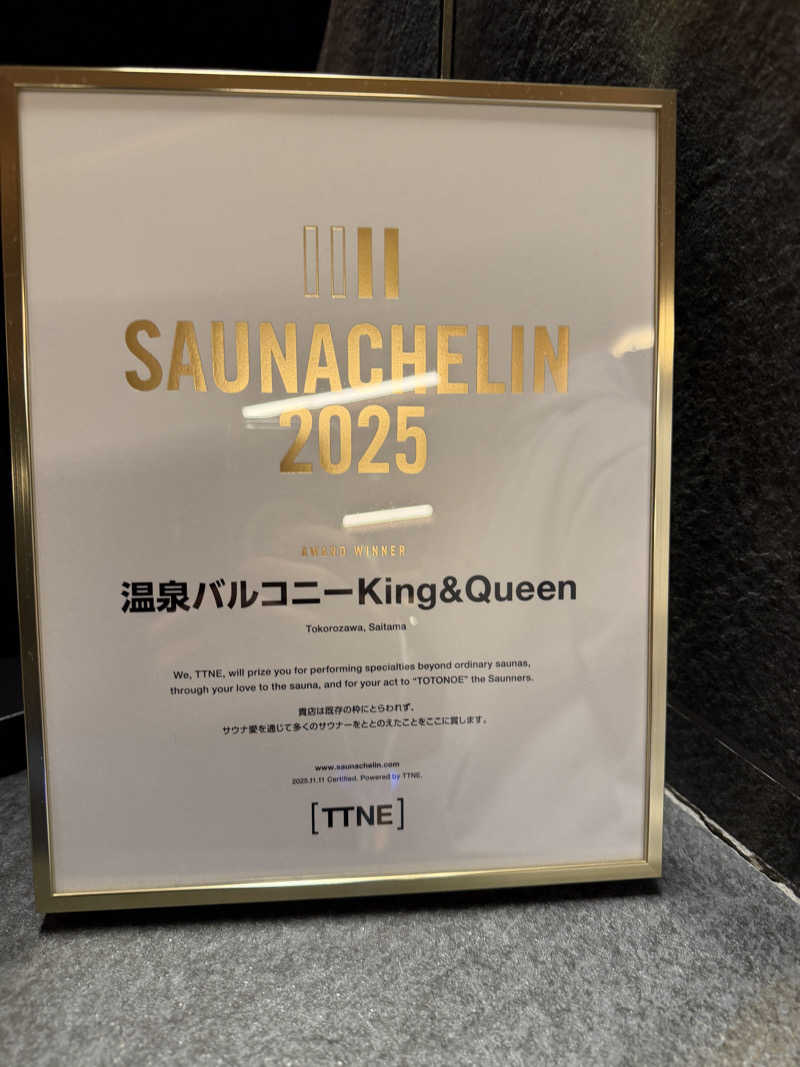 SAUNACHELIN
2025
AWARD WINNER
温泉バルコニーKing&Queen
Tokorozawa, Saitama
We, TTNE, will prize you for performing specialties beyond ordinary saunas,
through your love to the sauna, and for your act to “TOTONOE” the Saunners.
貴店は既存の枠にとらわれず、
サウナ愛を通じて多くのサウナーをととのえたことをここに賞します。
www.saunachelin.com
2025.11.11 Certified. Powered by TTNE.
[TTNE]